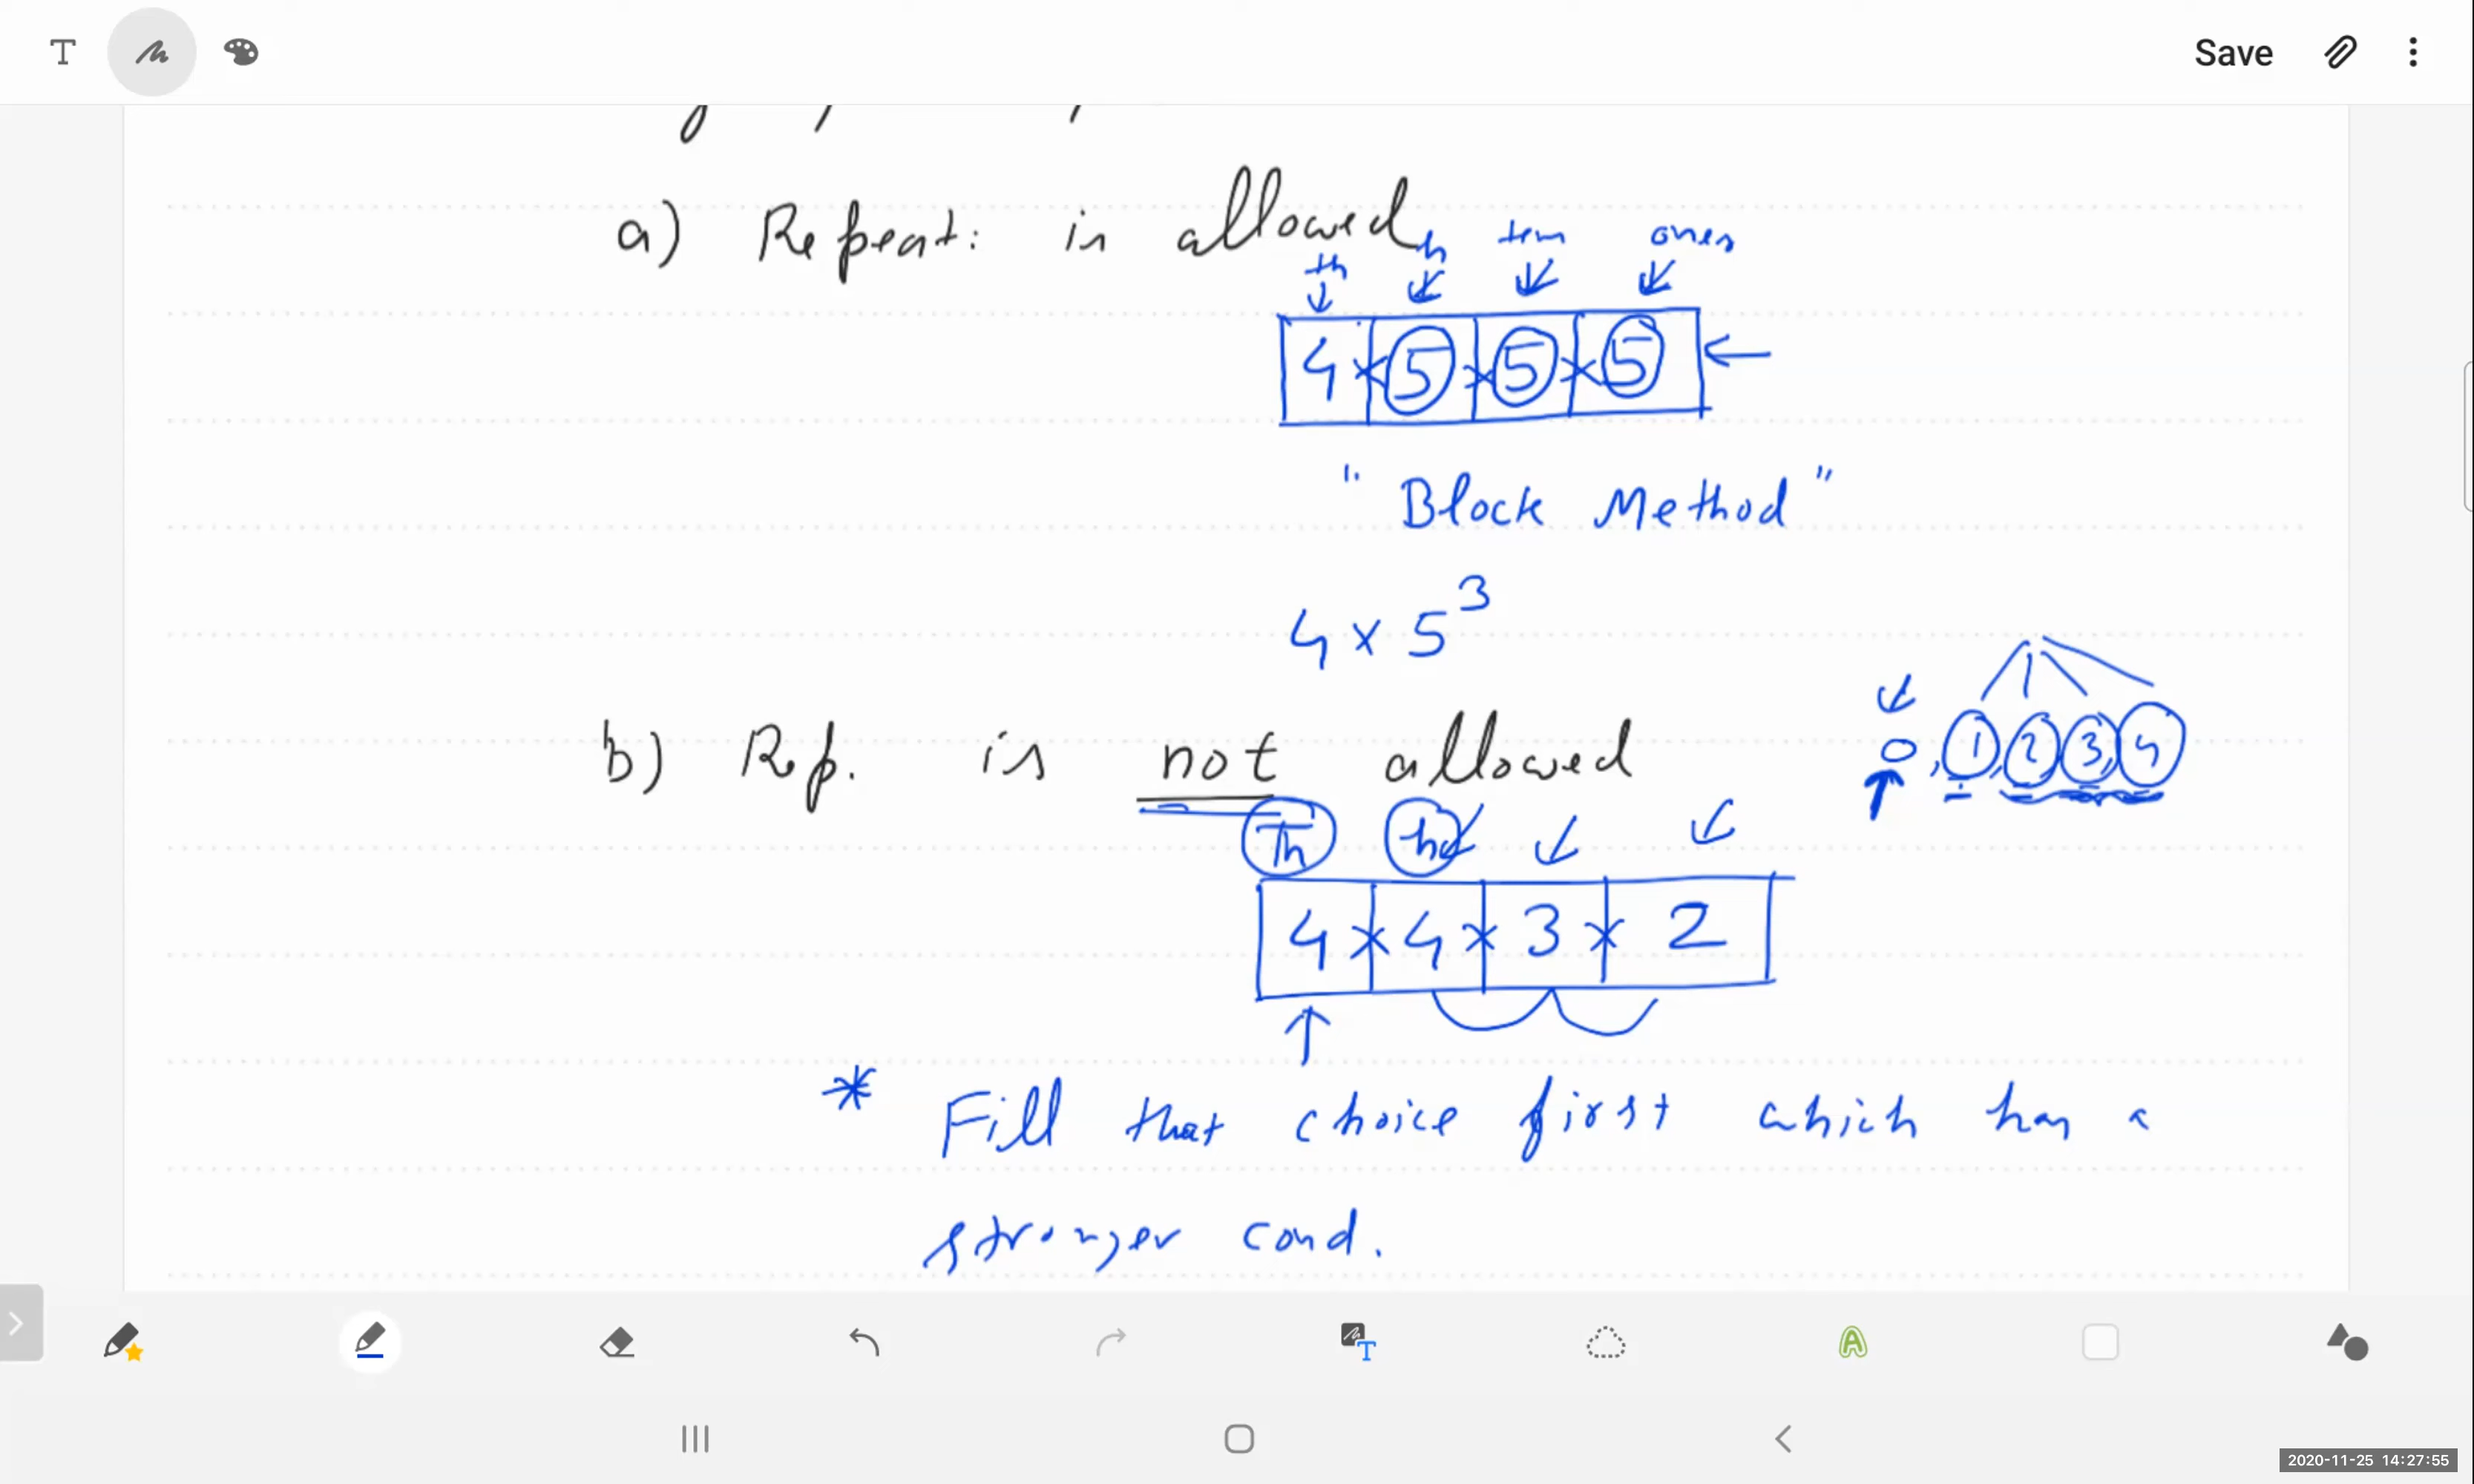 T Save
a) Repeat: is allowed
th h ten ones
4 × 5 × 5 × 5
"Block Method"
4 × 5³
0, 1, 2, 3, 4
b) Rep. is not allowed
Th hd
4 × 4 × 3 × 2
* Fill that choice first which has a
stronger cond.
T
A
2020-11-25 14:27:55